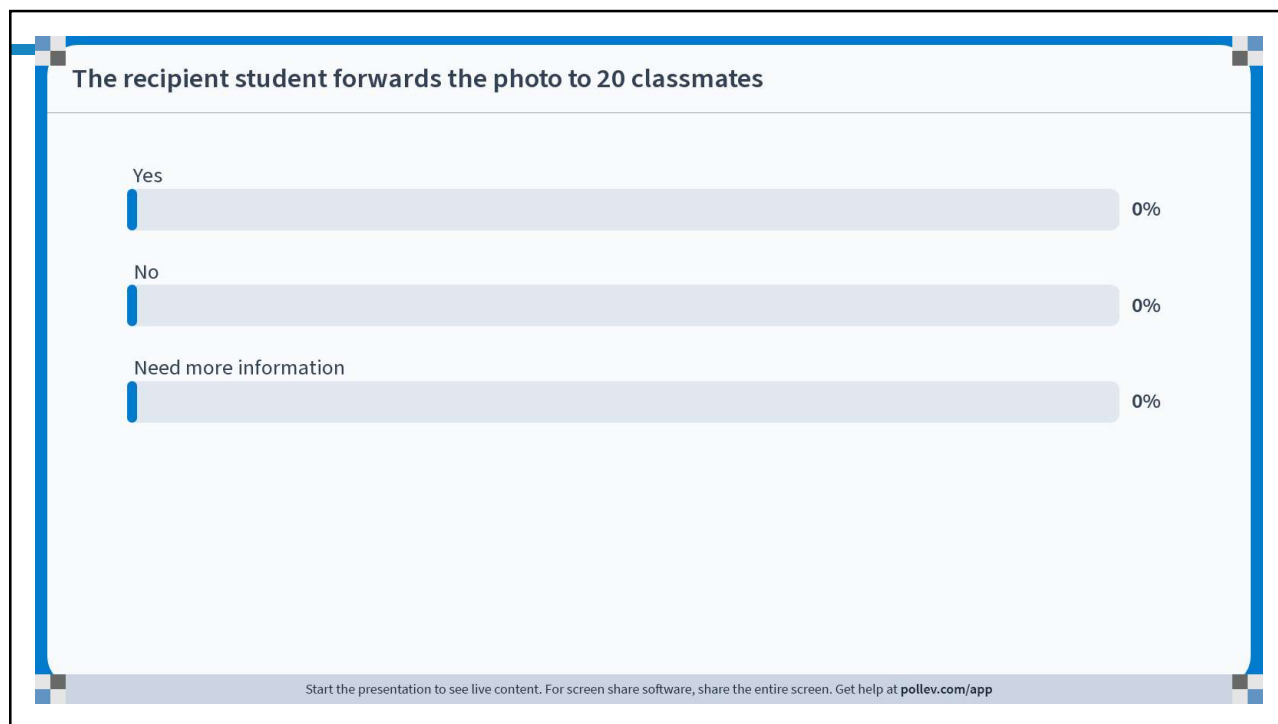 The recipient student forwards the photo to 20 classmates
Yes
0%
No
0%
Need more information
0%
Start the presentation to see live content. For screen share software, share the entire screen. Get help at pollev.com/app